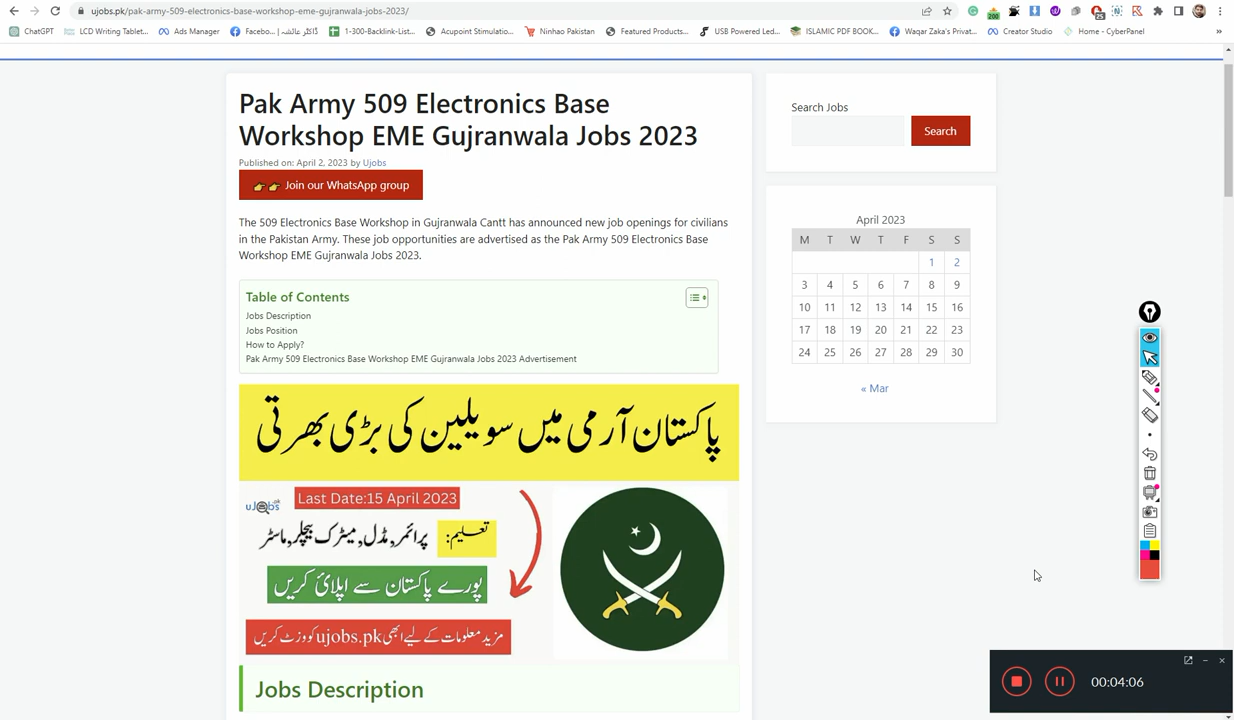 ujobs.pk/pak-army-509-electronics-base-workshop-eme-gujranwala-jobs-2023/
200
25
ChatGPT
LCD Writing Tablet...
Ads Manager
Facebo... | ڈاکٹر عائشہ
1-300-Backlink-List...
Acupoint Stimulatio...
Ninhao Pakistan
Featured Products...
USB Powered Led...
ISLAMIC PDF BOOK...
Waqar Zaka's Privat...
Creator Studio
Home - CyberPanel
»
Pak Army 509 Electronics Base
Workshop EME Gujranwala Jobs 2023
Published on: April 2, 2023 by Ujobs
👉 👉 Join our WhatsApp group
The 509 Electronics Base Workshop in Gujranwala Cantt has announced new job openings for civilians
in the Pakistan Army. These job opportunities are advertised as the Pak Army 509 Electronics Base
Workshop EME Gujranwala Jobs 2023.
Table of Contents
Jobs Description
Jobs Position
How to Apply?
Pak Army 509 Electronics Base Workshop EME Gujranwala Jobs 2023 Advertisement
پاکستان آرمی میں سویلین کی بڑی بھرتی
uJobs.pk
Last Date:15 April 2023
تعلیم: پرائمر,مڈل,میٹرک بیچلر,ماسٹر
پورے پاکستان سے اپلائ کریں
مزید معلومات کے لیے ابھی ujobs.pk کو وزٹ کریں
Jobs Description
Search Jobs
Search
April 2023
M T W T F S S
1 2
3 4 5 6 7 8 9
10 11 12 13 14 15 16
17 18 19 20 21 22 23
24 25 26 27 28 29 30
« Mar
00:04:06